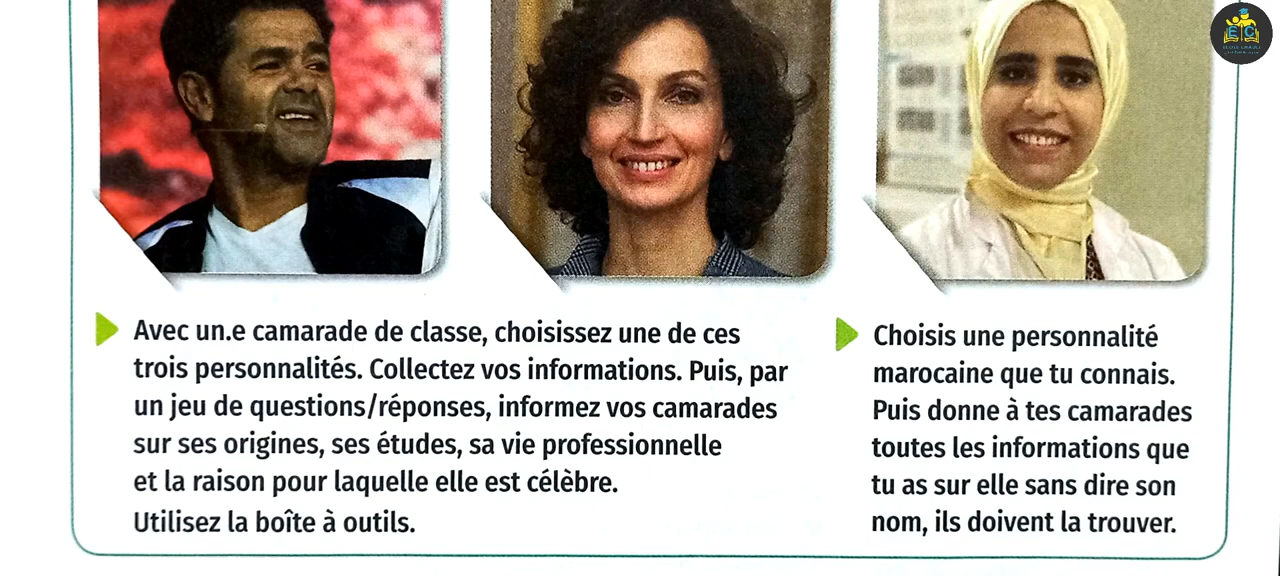 Avec un.e camarade de classe, choisissez une de ces
trois personnalités. Collectez vos informations. Puis, par
un jeu de questions/réponses, informez vos camarades
sur ses origines, ses études, sa vie professionnelle
et la raison pour laquelle elle est célèbre.
Utilisez la boîte à outils.
Choisis une personnalité
marocaine que tu connais.
Puis donne à tes camarades
toutes les informations que
tu as sur elle sans dire son
nom, ils doivent la trouver.
E C